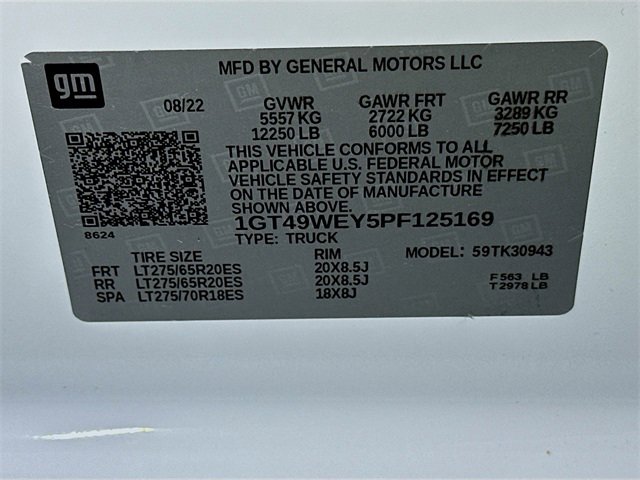 gm
MFD BY GENERAL MOTORS LLC
08/22 GVWR GAWR FRT GAWR RR
5557 KG 2722 KG 3289 KG
12250 LB 6000 LB 7250 LB
THIS VEHICLE CONFORMS TO ALL
APPLICABLE U.S. FEDERAL MOTOR
VEHICLE SAFETY STANDARDS IN EFFECT
ON THE DATE OF MANUFACTURE
SHOWN ABOVE.
8624
1GT49WEY5PF125169
TYPE: TRUCK MODEL: 59TK30943
TIRE SIZE RIM
FRT LT275/65R20ES 20X8.5J
RR LT275/65R20ES 20X8.5J
SPA LT275/70R18ES 18X8J
F 563 LB
T 2978 LB